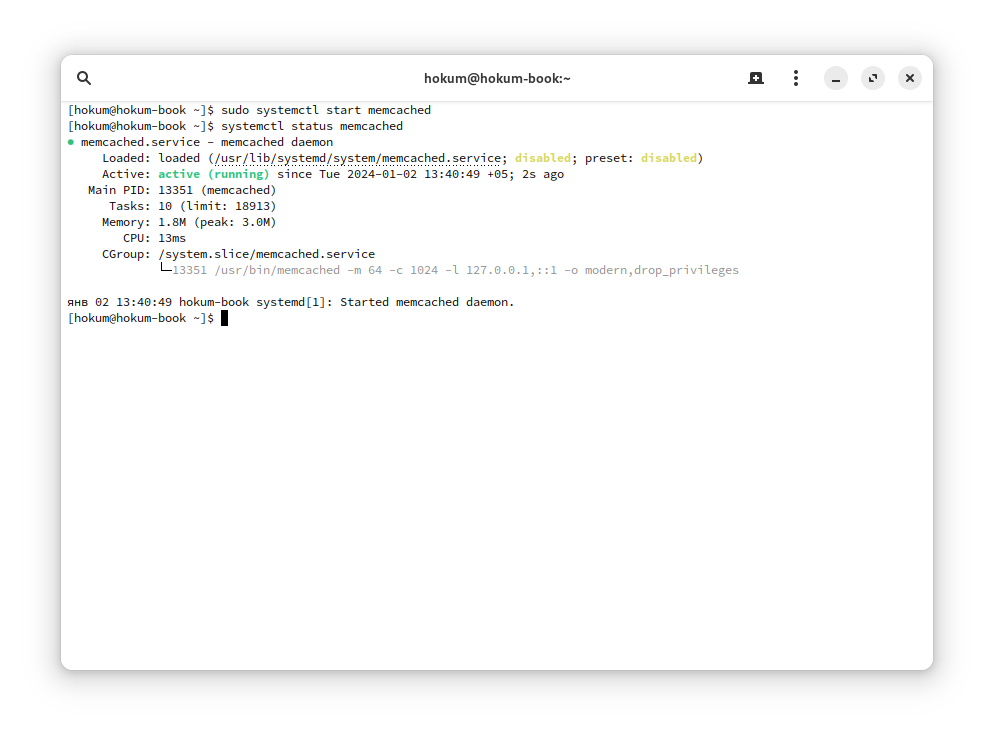 hokum@hokum-book:~
[hokum@hokum-book ~]$ sudo systemctl start memcached
[hokum@hokum-book ~]$ systemctl status memcached
● memcached.service - memcached daemon
     Loaded: loaded (/usr/lib/systemd/system/memcached.service; disabled; preset: disabled)
     Active: active (running) since Tue 2024-01-02 13:40:49 +05; 2s ago
   Main PID: 13351 (memcached)
      Tasks: 10 (limit: 18913)
     Memory: 1.8M (peak: 3.0M)
        CPU: 13ms
     CGroup: /system.slice/memcached.service
             └─13351 /usr/bin/memcached -m 64 -c 1024 -l 127.0.0.1,::1 -o modern,drop_privileges
янв 02 13:40:49 hokum-book systemd[1]: Started memcached daemon.
[hokum@hokum-book ~]$